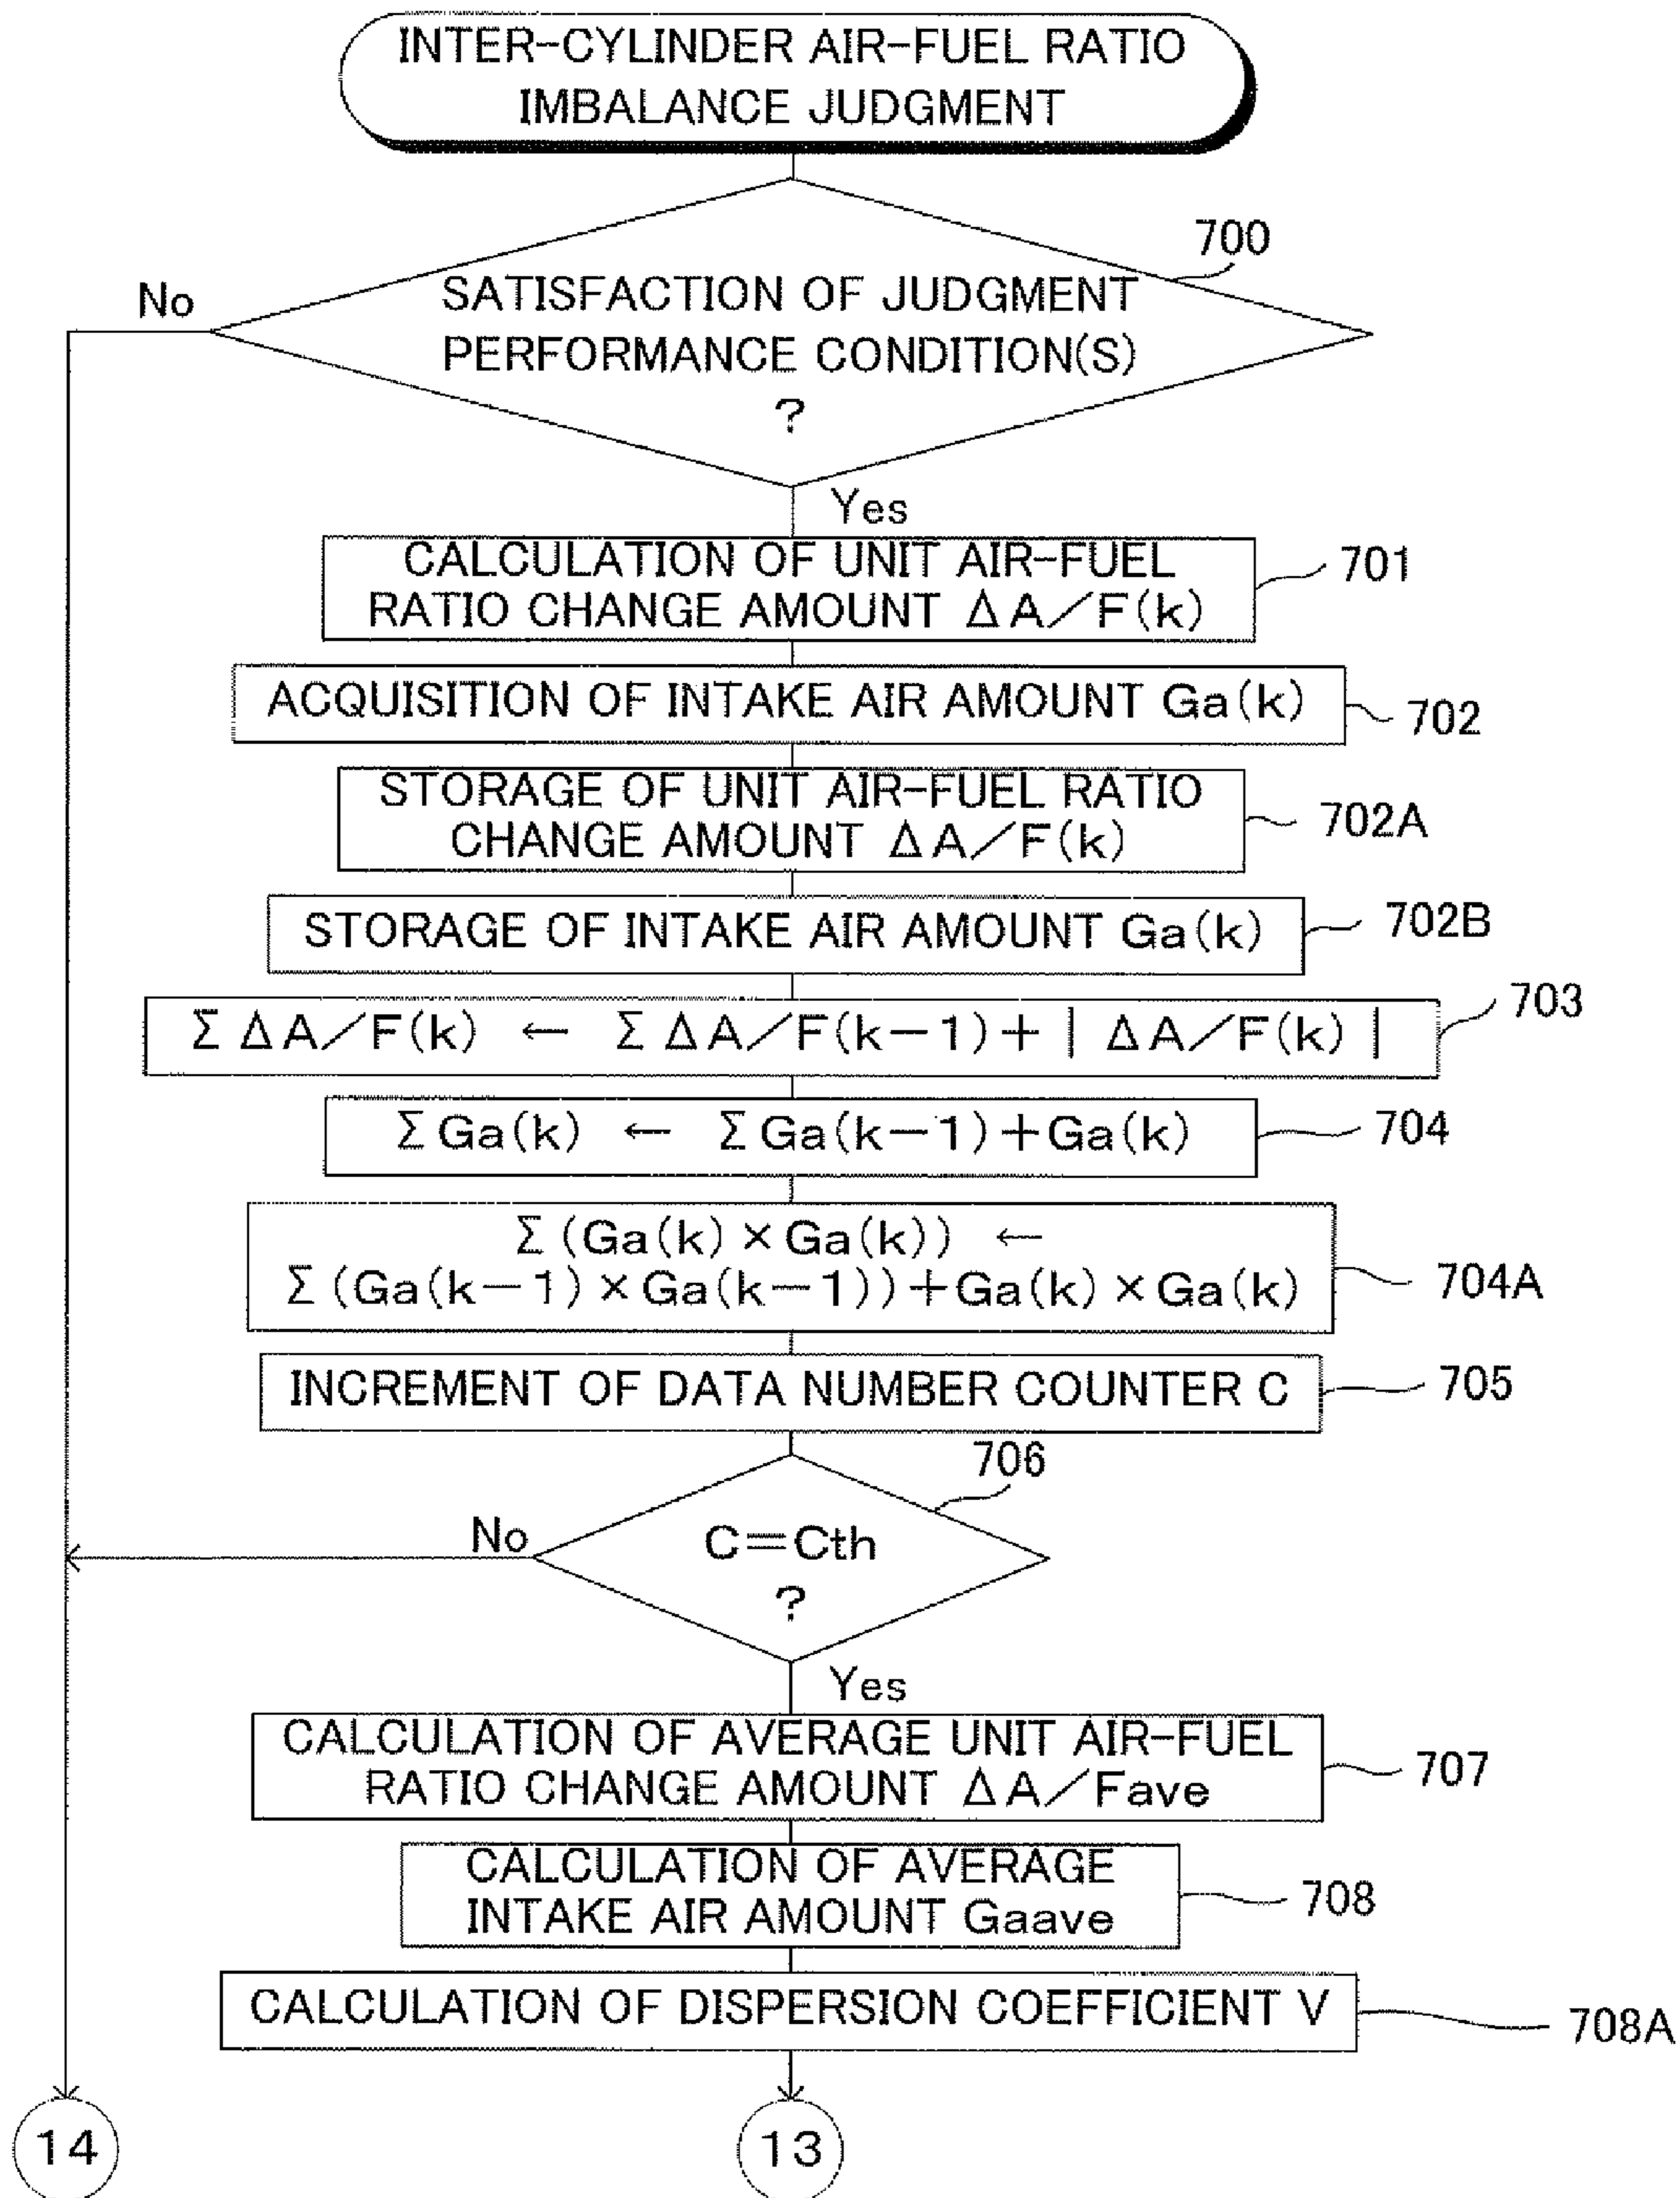 INTER-CYLINDER AIR-FUEL RATIO
IMBALANCE JUDGMENT
700
No
SATISFACTION OF JUDGMENT
PERFORMANCE CONDITION(S)
?
Yes
CALCULATION OF UNIT AIR-FUEL
RATIO CHANGE AMOUNT ΔA/F(k)
701
ACQUISITION OF INTAKE AIR AMOUNT Ga(k)
702
STORAGE OF UNIT AIR-FUEL RATIO
CHANGE AMOUNT ΔA/F(k)
702A
STORAGE OF INTAKE AIR AMOUNT Ga(k)
702B
ΣΔA/F(k) ← ΣΔA/F(k-1)+|ΔA/F(k)|
703
ΣGa(k) ← ΣGa(k-1)+Ga(k)
704
Σ(Ga(k)×Ga(k)) ←
Σ(Ga(k-1)×Ga(k-1))+Ga(k)×Ga(k)
704A
INCREMENT OF DATA NUMBER COUNTER C
705
706
No
C=Cth
?
Yes
CALCULATION OF AVERAGE UNIT AIR-FUEL
RATIO CHANGE AMOUNT ΔA/Fave
707
CALCULATION OF AVERAGE
INTAKE AIR AMOUNT Gaave
708
CALCULATION OF DISPERSION COEFFICIENT V
708A
14
13